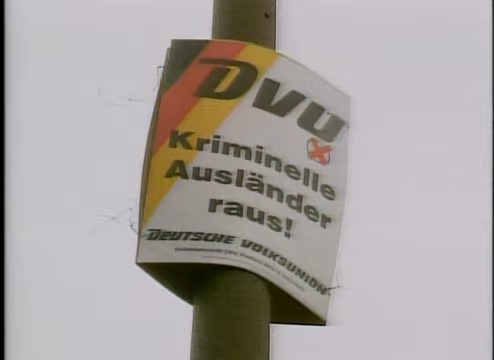 DVU
Kriminelle
Ausländer
raus!
DEUTSCHE VOLKSUNION